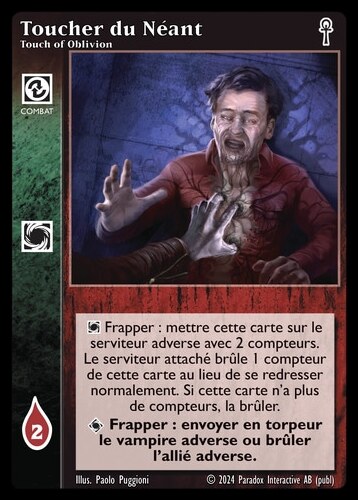 Toucher du Néant
Touch of Oblivion
COMBAT
Frapper : mettre cette carte sur le
serviteur adverse avec 2 compteurs.
Le serviteur attaché brûle 1 compteur
de cette carte au lieu de se redresser
normalement. Si cette carte n'a plus
de compteurs, la brûler.
Frapper : envoyer en torpeur
le vampire adverse ou brûler
l'allié adverse.
2
Illus. Paolo Puggioni
© 2024 Paradox Interactive AB (publ)